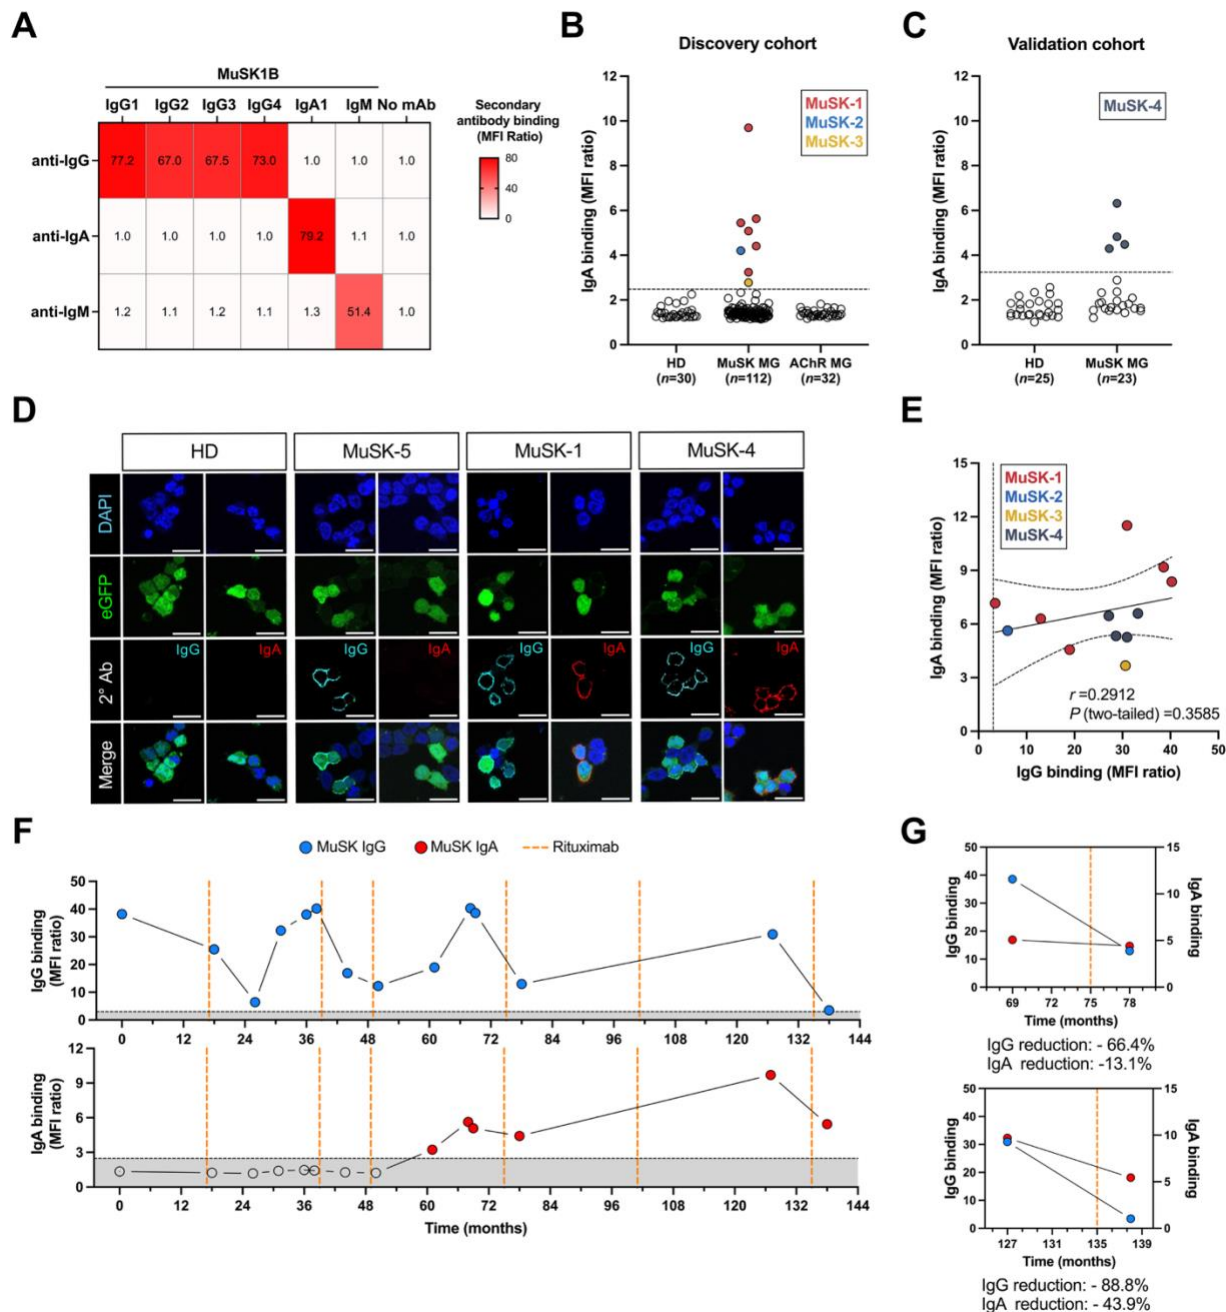 A
MuSK1B
IgG1 IgG2 IgG3 IgG4 IgA1 IgM No mAb
anti-IgG 77.2 67.0 67.5 73.0 1.0 1.0 1.0
anti-IgA 1.0 1.0 1.0 1.0 79.2 1.1 1.0
anti-IgM 1.2 1.1 1.2 1.1 1.3 51.4 1.0
Secondary
antibody binding
(MFI Ratio)
80
40
0
B
Discovery cohort
IgA binding (MFI ratio)
12
10
8
6
4
2
0
MuSK-1
MuSK-2
MuSK-3
HD MuSK MG AChR MG
(n=30) (n=112) (n=32)
C
Validation cohort
IgA binding (MFI ratio)
12
10
8
6
4
2
0
MuSK-4
HD MuSK MG
(n=25) (n=23)
D
HD MuSK-5 MuSK-1 MuSK-4
DAPI
eGFP
2° Ab
IgG IgA IgG IgA IgG IgA IgG IgA
Merge
E
IgA binding (MFI ratio)
15
12
9
6
3
0
MuSK-1
MuSK-2
MuSK-3
MuSK-4
r=0.2912
P (two-tailed) =0.3585
0 10 20 30 40 50
IgG binding (MFI ratio)
F
MuSK IgG MuSK IgA Rituximab
IgG binding
(MFI ratio)
50
40
30
20
10
0
0 12 24 36 48 60 72 84 96 108 120 132 144
IgA binding
(MFI ratio)
12
9
6
3
0
0 12 24 36 48 60 72 84 96 108 120 132 144
Time (months)
G
IgG binding
50
40
30
20
10
0
15
10
5
0
IgA binding
69 72 75 78
Time (months)
IgG reduction: - 66.4%
IgA reduction: -13.1%
IgG binding
50
40
30
20
10
0
15
10
5
0
IgA binding
127 131 135 139
Time (months)
IgG reduction: - 88.8%
IgA reduction: - 43.9%